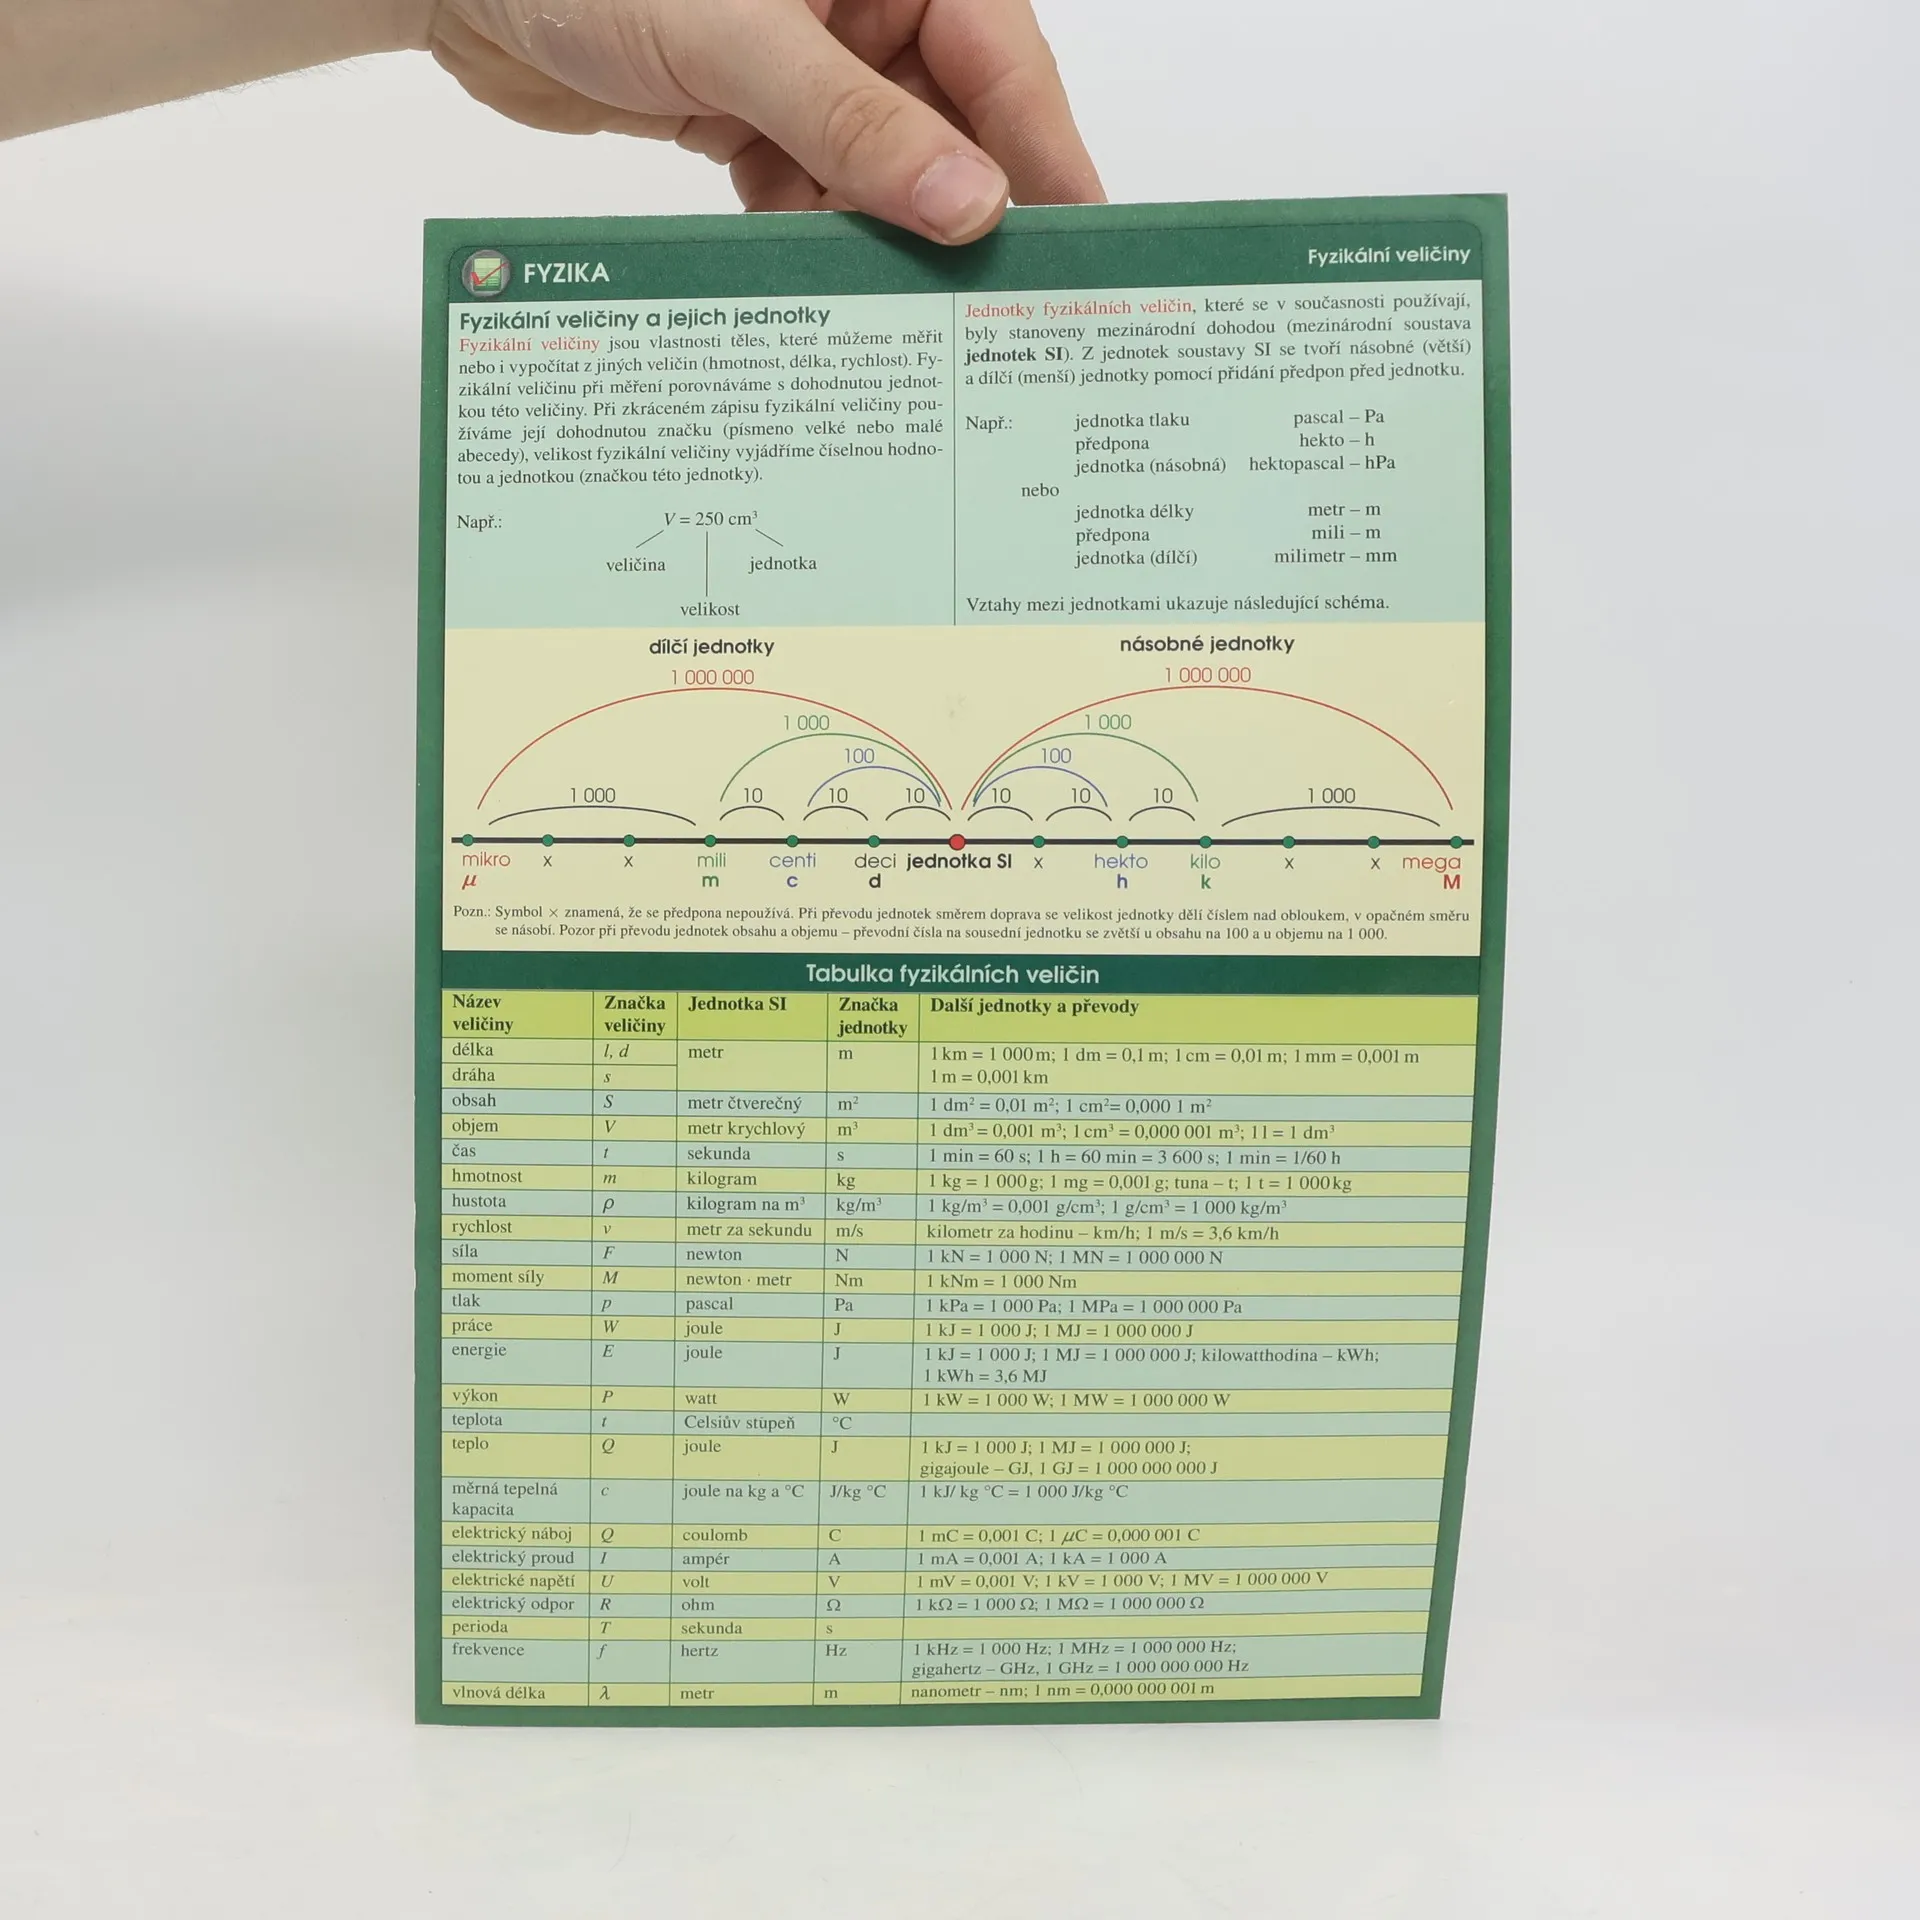 FYZIKA
Fyzikální veličiny
Fyzikální veličiny a jejich jednotky
Fyzikální veličiny jsou vlastnosti těles, které můžeme měřit
nebo i vypočítat z jiných veličin (hmotnost, délka, rychlost). Fy-
zikální veličinu při měření porovnáváme s dohodnutou jednot-
kou této veličiny. Při zkráceném zápisu fyzikální veličiny pou-
žíváme její dohodnutou značku (písmeno velké nebo malé
abecedy), velikost fyzikální veličiny vyjádříme číselnou hodno-
tou a jednotkou (značkou této jednotky).
Např.: V = 250 cm³
veličina jednotka
velikost
Jednotky fyzikálních veličin, které se v současnosti používají,
byly stanoveny mezinárodní dohodou (mezinárodní soustava
jednotek SI). Z jednotek soustavy SI se tvoří násobné (větší)
a dílčí (menší) jednotky pomocí přidání předpon před jednotku.
Např.: jednotka tlaku pascal – Pa
předpona hekto – h
jednotka (násobná) hektopascal – hPa
nebo
jednotka délky metr – m
předpona mili – m
jednotka (dílčí) milimetr – mm
Vztahy mezi jednotkami ukazuje následující schéma.
dílčí jednotky násobné jednotky
1 000 000 1 000 000
1 000 1 000
100 100
1 000 10 10 10 10 10 10 1 000
mikro x x mili centi deci jednotka SI x hekto kilo x x mega
μ m c d h k M
Pozn.: Symbol × znamená, že se předpona nepoužívá. Při převodu jednotek směrem doprava se velikost jednotky dělí číslem nad obloukem, v opačném směru
se násobí. Pozor při převodu jednotek obsahu a objemu – převodní čísla na sousední jednotku se zvětší u obsahu na 100 a u objemu na 1 000.
Tabulka fyzikálních veličin
Název veličiny Značka veličiny Jednotka SI Značka jednotky Další jednotky a převody
délka l, d metr m 1 km = 1 000 m; 1 dm = 0,1 m; 1 cm = 0,01 m; 1 mm = 0,001 m
dráha s 1 m = 0,001 km
obsah S metr čtverečný m² 1 dm² = 0,01 m²; 1 cm² = 0,000 1 m²
objem V metr krychlový m³ 1 dm³ = 0,001 m³; 1 cm³ = 0,000 001 m³; 1 l = 1 dm³
čas t sekunda s 1 min = 60 s; 1 h = 60 min = 3 600 s; 1 min = 1/60 h
hmotnost m kilogram kg 1 kg = 1 000 g; 1 mg = 0,001 g; tuna – t; 1 t = 1 000 kg
hustota ρ kilogram na m³ kg/m³ 1 kg/m³ = 0,001 g/cm³; 1 g/cm³ = 1 000 kg/m³
rychlost v metr za sekundu m/s kilometr za hodinu – km/h; 1 m/s = 3,6 km/h
síla F newton N 1 kN = 1 000 N; 1 MN = 1 000 000 N
moment síly M newton · metr Nm 1 kNm = 1 000 Nm
tlak p pascal Pa 1 kPa = 1 000 Pa; 1 MPa = 1 000 000 Pa
práce W joule J 1 kJ = 1 000 J; 1 MJ = 1 000 000 J
energie E joule J 1 kJ = 1 000 J; 1 MJ = 1 000 000 J; kilowatthodina – kWh;
1 kWh = 3,6 MJ
výkon P watt W 1 kW = 1 000 W; 1 MW = 1 000 000 W
teplota t Celsiův stupeň °C
teplo Q joule J 1 kJ = 1 000 J; 1 MJ = 1 000 000 J;
gigajoule – GJ, 1 GJ = 1 000 000 000 J
měrná tepelná kapacita c joule na kg a °C J/kg °C 1 kJ/ kg °C = 1 000 J/kg °C
elektrický náboj Q coulomb C 1 mC = 0,001 C; 1 μC = 0,000 001 C
elektrický proud I ampér A 1 mA = 0,001 A; 1 kA = 1 000 A
elektrické napětí U volt V 1 mV = 0,001 V; 1 kV = 1 000 V; 1 MV = 1 000 000 V
elektrický odpor R ohm Ω 1 kΩ = 1 000 Ω; 1 MΩ = 1 000 000 Ω
perioda T sekunda s
frekvence f hertz Hz 1 kHz = 1 000 Hz; 1 MHz = 1 000 000 Hz;
gigahertz – GHz, 1 GHz = 1 000 000 000 Hz
vlnová délka λ metr m nanometr – nm; 1 nm = 0,000 000 001 m